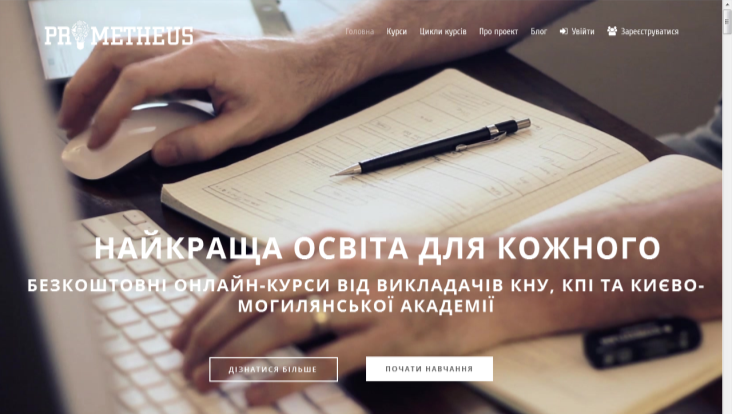 PROMETHEUS
Головна Курси Цикли курсів Про проект Блог Увійти Зареєструватися
НАЙКРАЩА ОСВІТА ДЛЯ КОЖНОГО
БЕЗКОШТОВНІ ОНЛАЙН-КУРСИ ВІД ВИКЛАДАЧІВ КНУ, КПІ ТА КИЄВО-
МОГИЛЯНСЬКОЇ АКАДЕМІЇ
ДІЗНАТИСЯ БІЛЬШЕ ПОЧАТИ НАВЧАННЯ